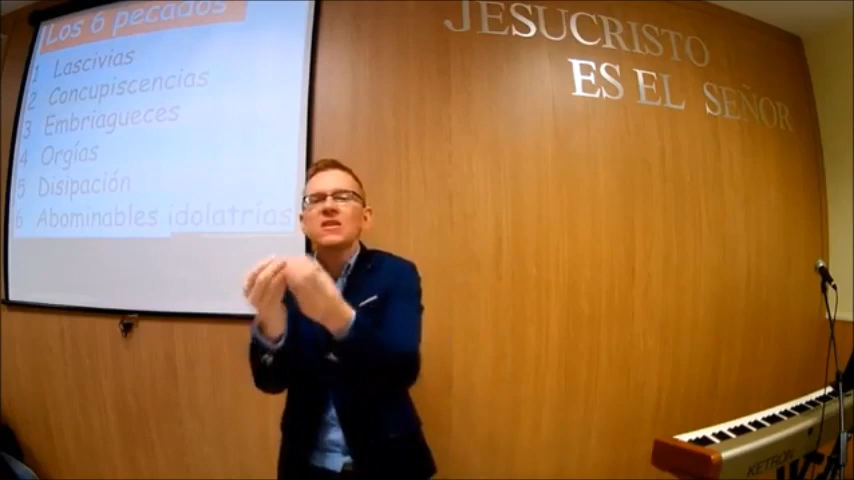 Los 6 pecados
1 Lascivias
2 Concupiscencias
3 Embriagueces
4 Orgías
5 Disipación
6 Abominables idolatrías
JESUCRISTO
ES EL SEÑOR
KETRON